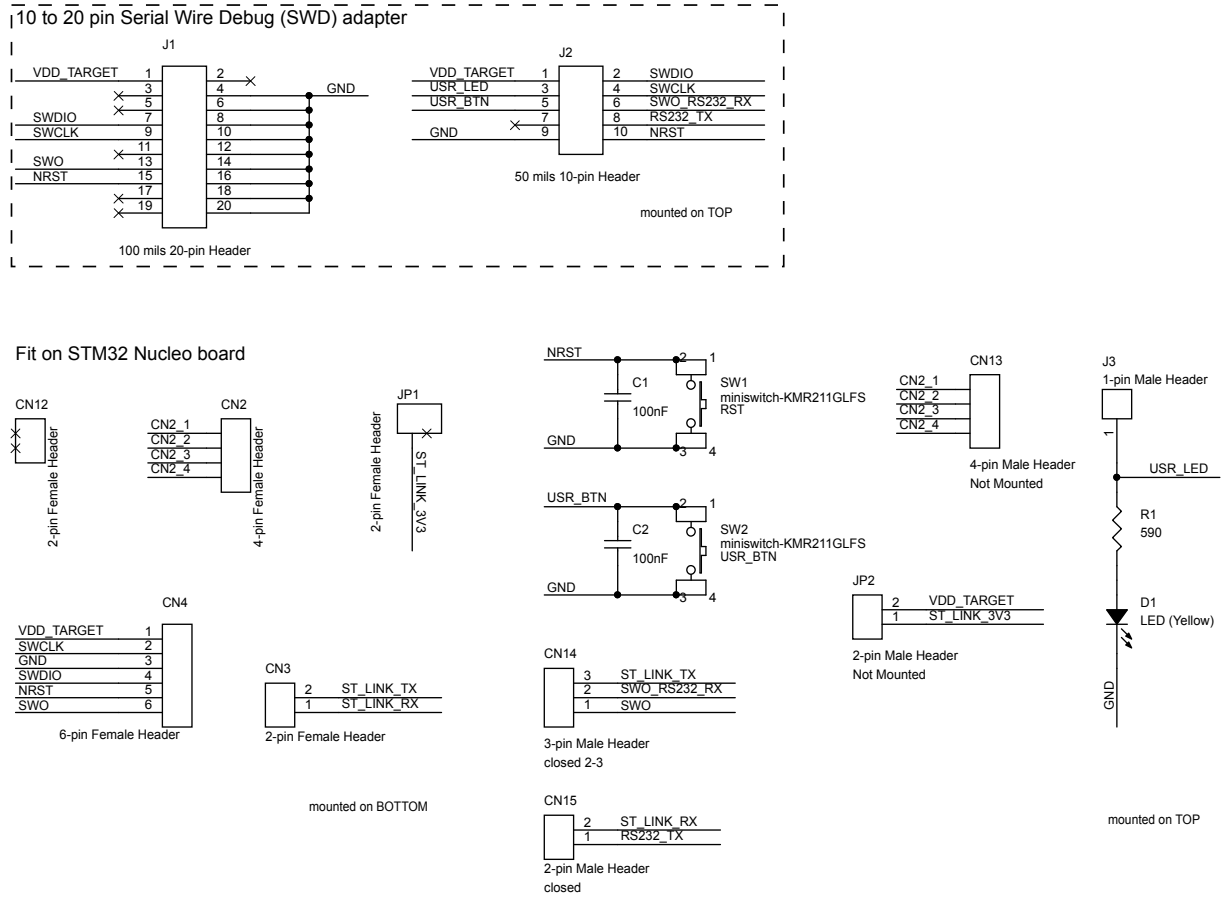 10 to 20 pin Serial Wire Debug (SWD) adapter
J1
VDD_TARGET 1 2
3 4 GND
5 6
SWDIO 7 8
SWCLK 9 10
11 12
SWO 13 14
NRST 15 16
17 18
19 20
100 mils 20-pin Header
J2
VDD_TARGET 1 2 SWDIO
USR_LED 3 4 SWCLK
USR_BTN 5 6 SWO_RS232_RX
7 8 RS232_TX
GND 9 10 NRST
50 mils 10-pin Header
mounted on TOP
Fit on STM32 Nucleo board
CN12
2-pin Female Header
CN2
CN2_1
CN2_2
CN2_3
CN2_4
4-pin Female Header
JP1
2-pin Female Header
ST_LINK_3V3
NRST 2 1
C1
100nF
SW1
miniswitch-KMR211GLFS
RST
GND 3 4
USR_BTN 2 1
C2
100nF
SW2
miniswitch-KMR211GLFS
USR_BTN
GND 3 4
CN13
CN2_1
CN2_2
CN2_3
CN2_4
4-pin Male Header
Not Mounted
J3
1-pin Male Header
1
USR_LED
R1
590
D1
LED (Yellow)
GND
JP2
2 VDD_TARGET
1 ST_LINK_3V3
2-pin Male Header
Not Mounted
CN4
VDD_TARGET 1
SWCLK 2
GND 3
SWDIO 4
NRST 5
SWO 6
6-pin Female Header
CN3
2 ST_LINK_TX
1 ST_LINK_RX
2-pin Female Header
CN14
3 ST_LINK_TX
2 SWO_RS232_RX
1 SWO
3-pin Male Header
closed 2-3
mounted on BOTTOM
CN15
2 ST_LINK_RX
1 RS232_TX
2-pin Male Header
closed
mounted on TOP